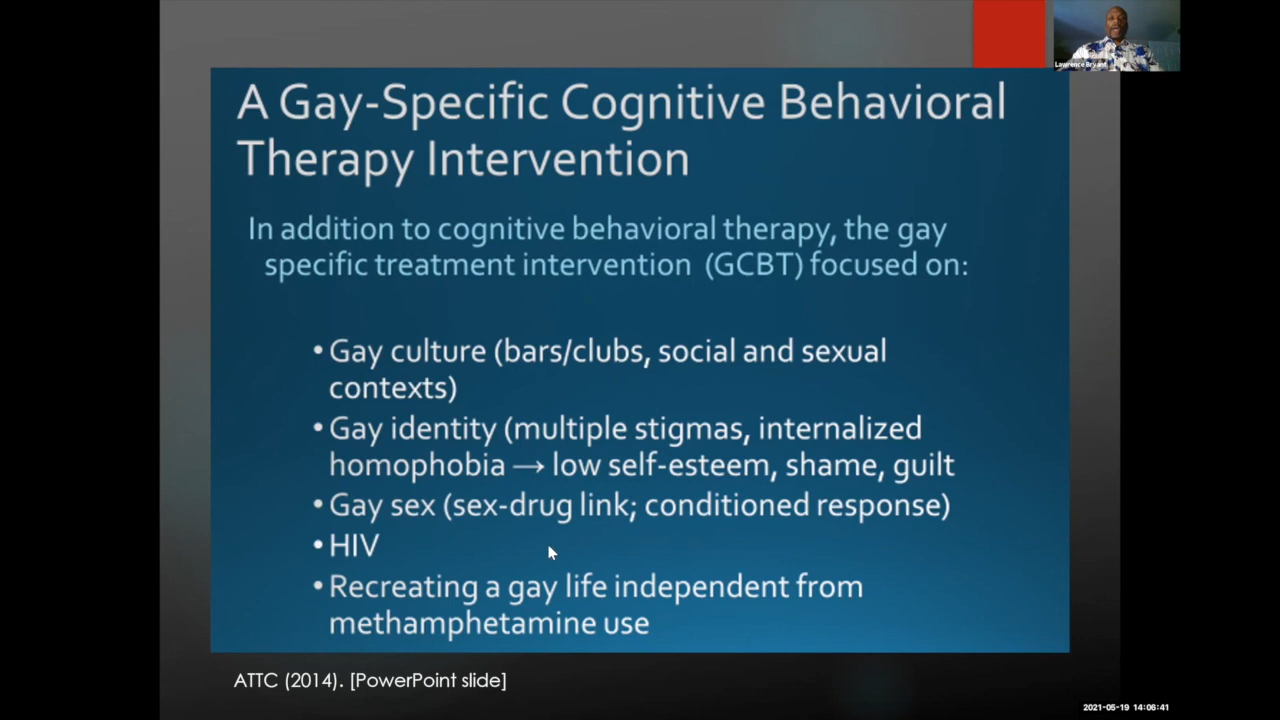 Lawrence Bryant
A Gay-Specific Cognitive Behavioral
Therapy Intervention
In addition to cognitive behavioral therapy, the gay
specific treatment intervention (GCBT) focused on:
• Gay culture (bars/clubs, social and sexual
contexts)
• Gay identity (multiple stigmas, internalized
homophobia → low self-esteem, shame, guilt
• Gay sex (sex-drug link; conditioned response)
• HIV
• Recreating a gay life independent from
methamphetamine use
ATTC (2014). [PowerPoint slide]
2021-05-19 14:06:41